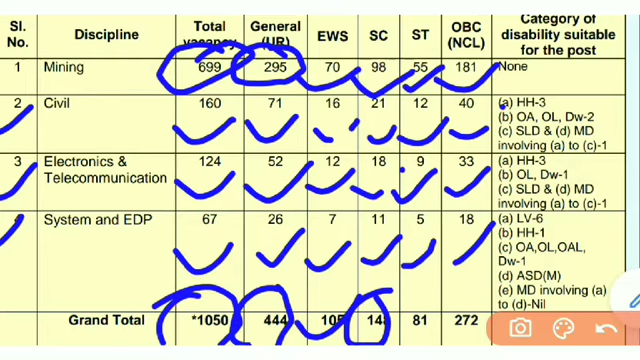 Sl. No. Discipline Total vacancy General (UR) EWS SC ST OBC (NCL) Category of disability suitable for the post
1 Mining 699 295 70 98 55 181 None
2 Civil 160 71 16 21 12 40 (a) HH-3
(b) OA, OL, Dw-2
(c) SLD & (d) MD
involving (a) to (c)-1
3 Electronics & Telecommunication 124 52 12 18 9 33 (a) HH-3
(b) OL, Dw-1
(c) SLD & (d) MD
involving (a) to (c)-1
System and EDP 67 26 7 11 5 18 (a) LV-6
(b) HH-1
(c) OA,OL,OAL,
Dw-1
(d) ASD(M)
(e) MD involving (a)
to (d)-Nil
Grand Total *1050 444 105 148 81 272